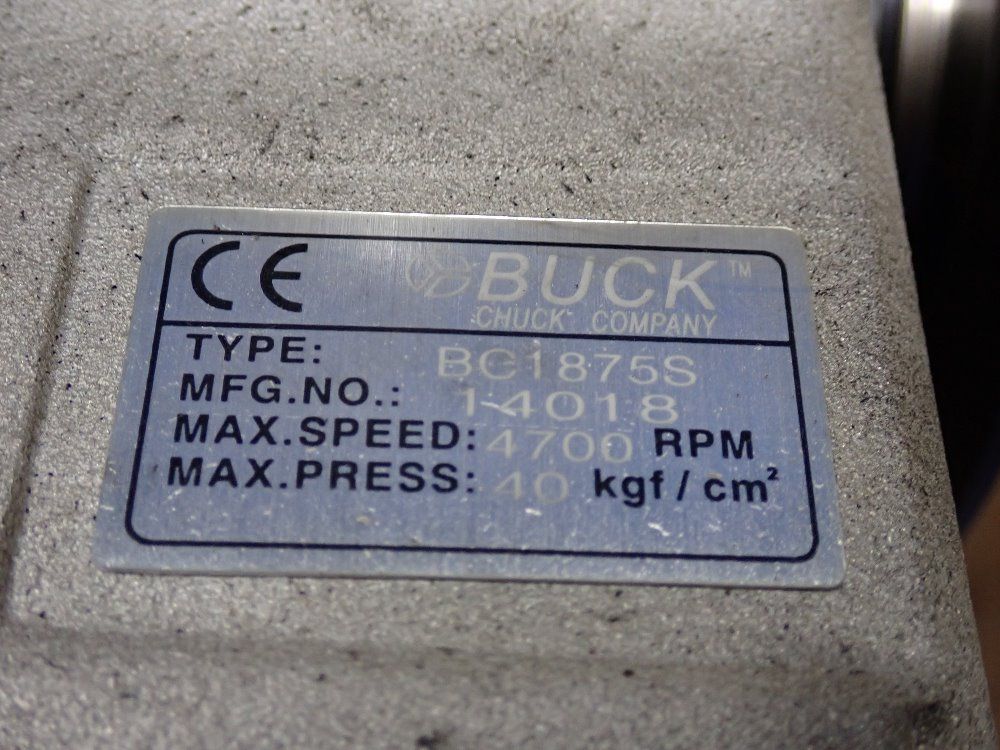 CE BUCK™
CHUCK COMPANY
TYPE: BC1875S
MFG.NO.: 14018
MAX.SPEED: 4700 RPM
MAX.PRESS: 40 kgf/cm²